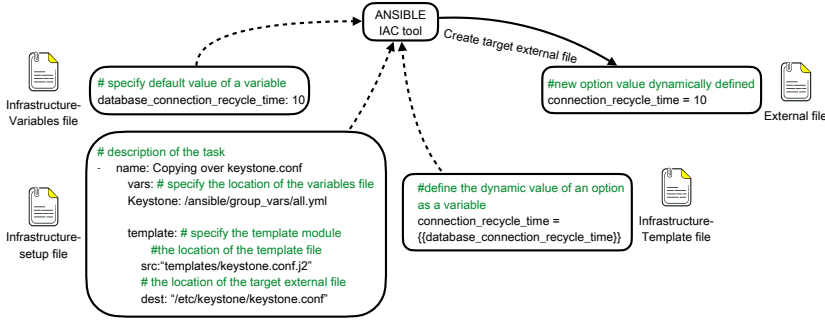 ANSIBLE
IAC tool
Create target external file
Infrastructure-
Variables file
# specify default value of a variable
database_connection_recycle_time: 10
#new option value dynamically defined
connection_recycle_time = 10
External file
Infrastructure-
setup file
# description of the task
- name: Copying over keystone.conf
vars: # specify the location of the variables file
Keystone: /ansible/group_vars/all.yml
template: # specify the template module
#the location of the template file
src:“templates/keystone.conf.j2”
# the location of the target external file
dest: “/etc/keystone/keystone.conf”
#define the dynamic value of an option
as a variable
connection_recycle_time =
{{database_connection_recycle_time}}
Infrastructure-
Template file